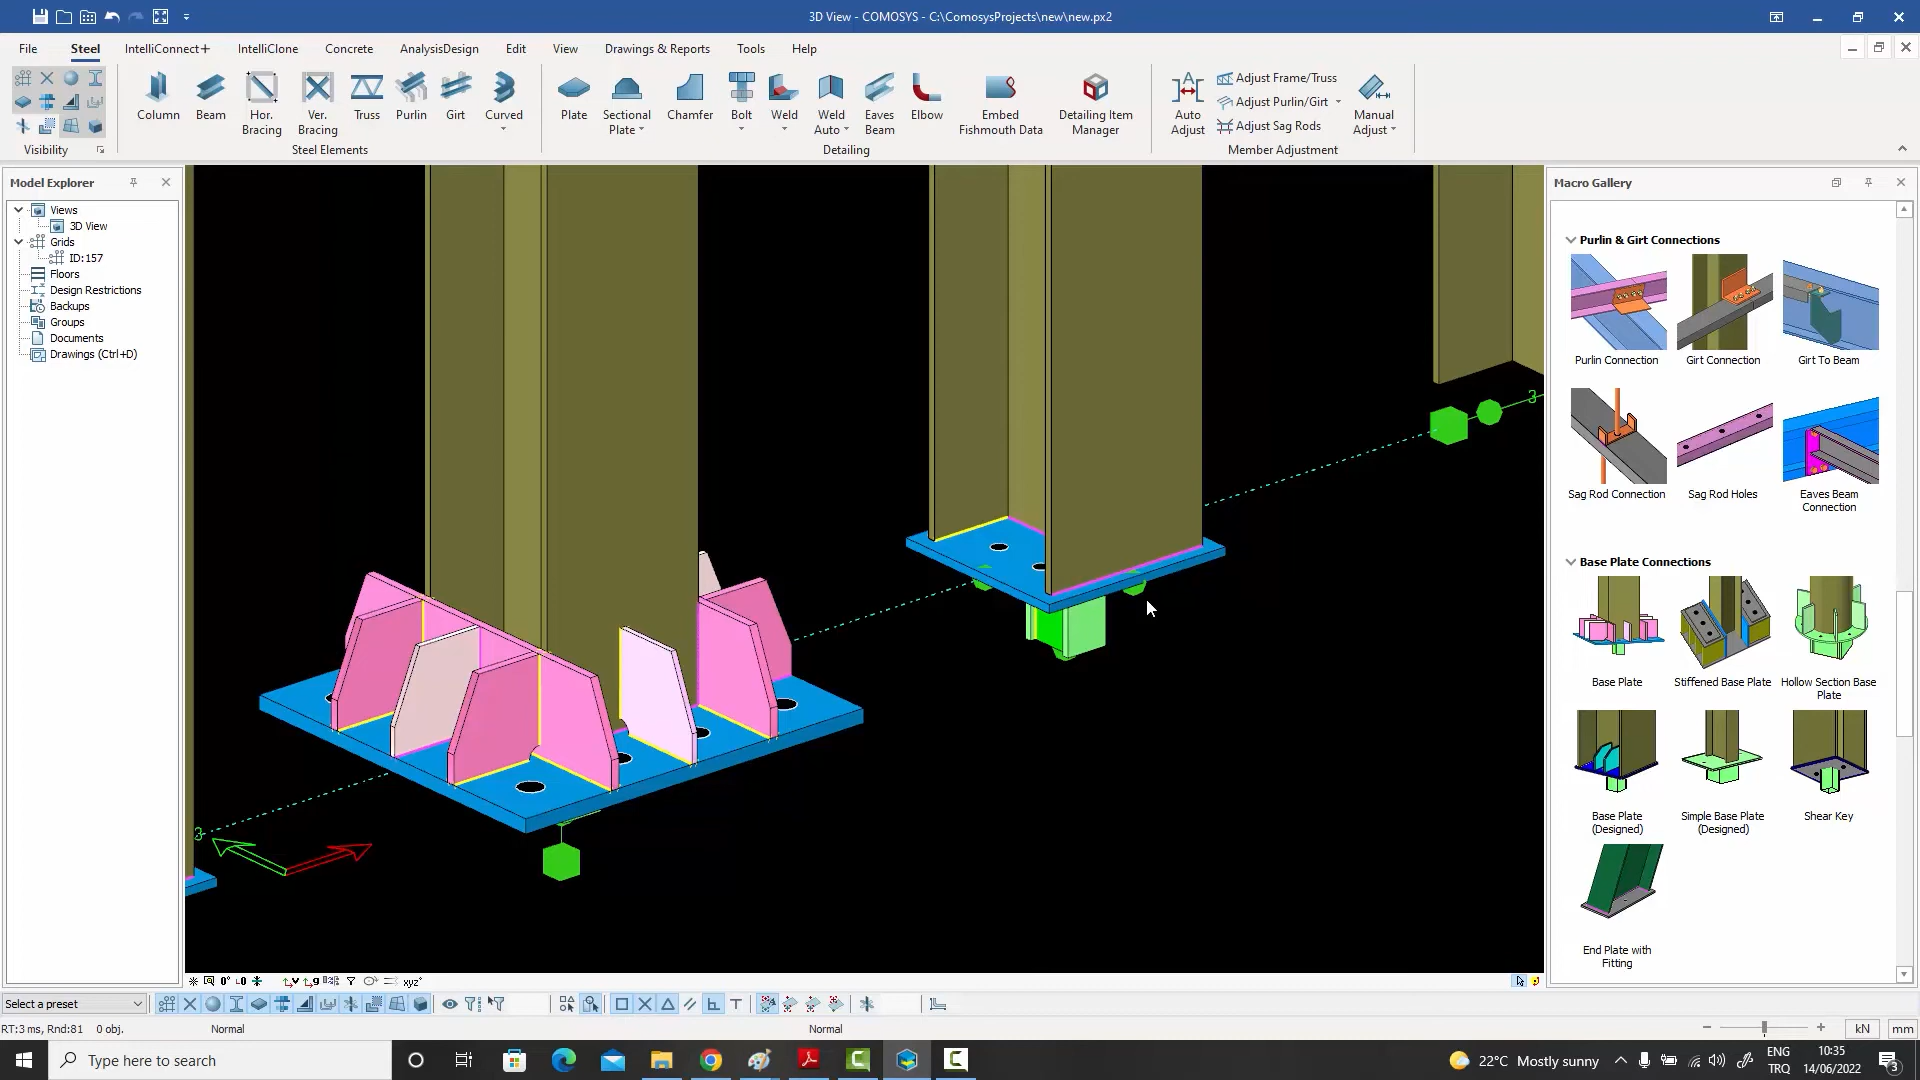 3D View - COMOSYS - C:\ComosysProjects\new\new.px2
File Steel IntelliConnect+ IntelliClone Concrete AnalysisDesign Edit View Drawings & Reports Tools Help
Column Beam Hor. Bracing Ver. Bracing Truss Purlin Girt Curved
Plate Sectional Plate Chamfer Bolt Weld Weld Auto Eaves Beam Elbow Embed Fishmouth Data Detailing Item Manager
Auto Adjust
Adjust Frame/Truss
Adjust Purlin/Girt
Adjust Sag Rods
Manual Adjust
Visibility Steel Elements Detailing Member Adjustment
Model Explorer
Views
3D View
Grids
ID:157
Floors
Design Restrictions
Backups
Groups
Documents
Drawings (Ctrl+D)
3
3
Macro Gallery
Purlin & Girt Connections
Purlin Connection Girt Connection Girt To Beam
Sag Rod Connection Sag Rod Holes Eaves Beam
Connection
Base Plate Connections
Base Plate Stiffened Base Plate Hollow Section Base
Plate
Base Plate Simple Base Plate Shear Key
(Designed) (Designed)
End Plate with
Fitting
xyz
Select a preset
RT:3 ms, Rnd:81 0 obj. Normal Normal kN mm
Type here to search
22°C Mostly sunny
ENG
TRQ
10:35
14/06/2022
3